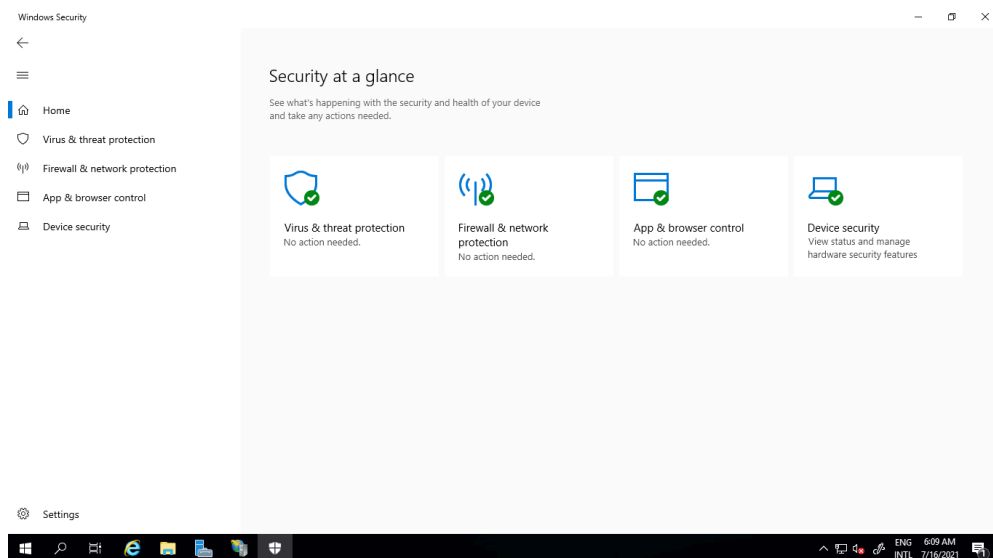 Windows Security
Home
Virus & threat protection
Firewall & network protection
App & browser control
Device security
Settings
Security at a glance
See what's happening with the security and health of your device
and take any actions needed.
Virus & threat protection
No action needed.
Firewall & network
protection
No action needed.
App & browser control
No action needed.
Device security
View status and manage
hardware security features
ENG
INTL
6:09 AM
7/16/2021
1